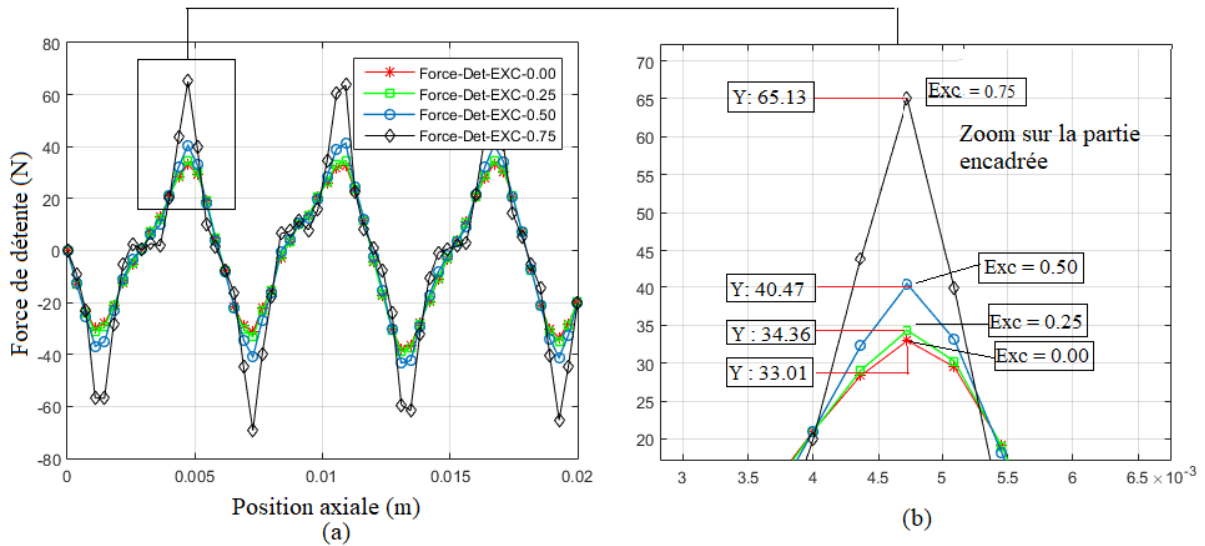 80
60
40
20
0
-20
-40
-60
-80
Force de détente (N)
0
0.005
0.01
0.015
0.02
Position axiale (m)
(a)
Force-Det-EXC-0.00
Force-Det-EXC-0.25
Force-Det-EXC-0.50
Force-Det-EXC-0.75
70
65
60
55
50
45
40
35
30
25
20
3
3.5
4
4.5
5
5.5
6
6.5 ×10⁻³
(b)
Y: 65.13
Exc = 0.75
Zoom sur la partie
encadrée
Y: 40.47
Exc = 0.50
Y : 34.36
Exc = 0.25
Y : 33.01
Exc = 0.00